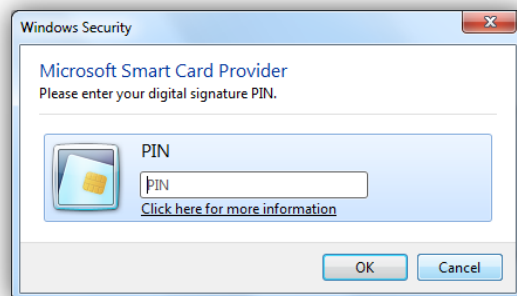 Windows Security
Microsoft Smart Card Provider
Please enter your digital signature PIN.
PIN
PIN
Click here for more information
OK Cancel